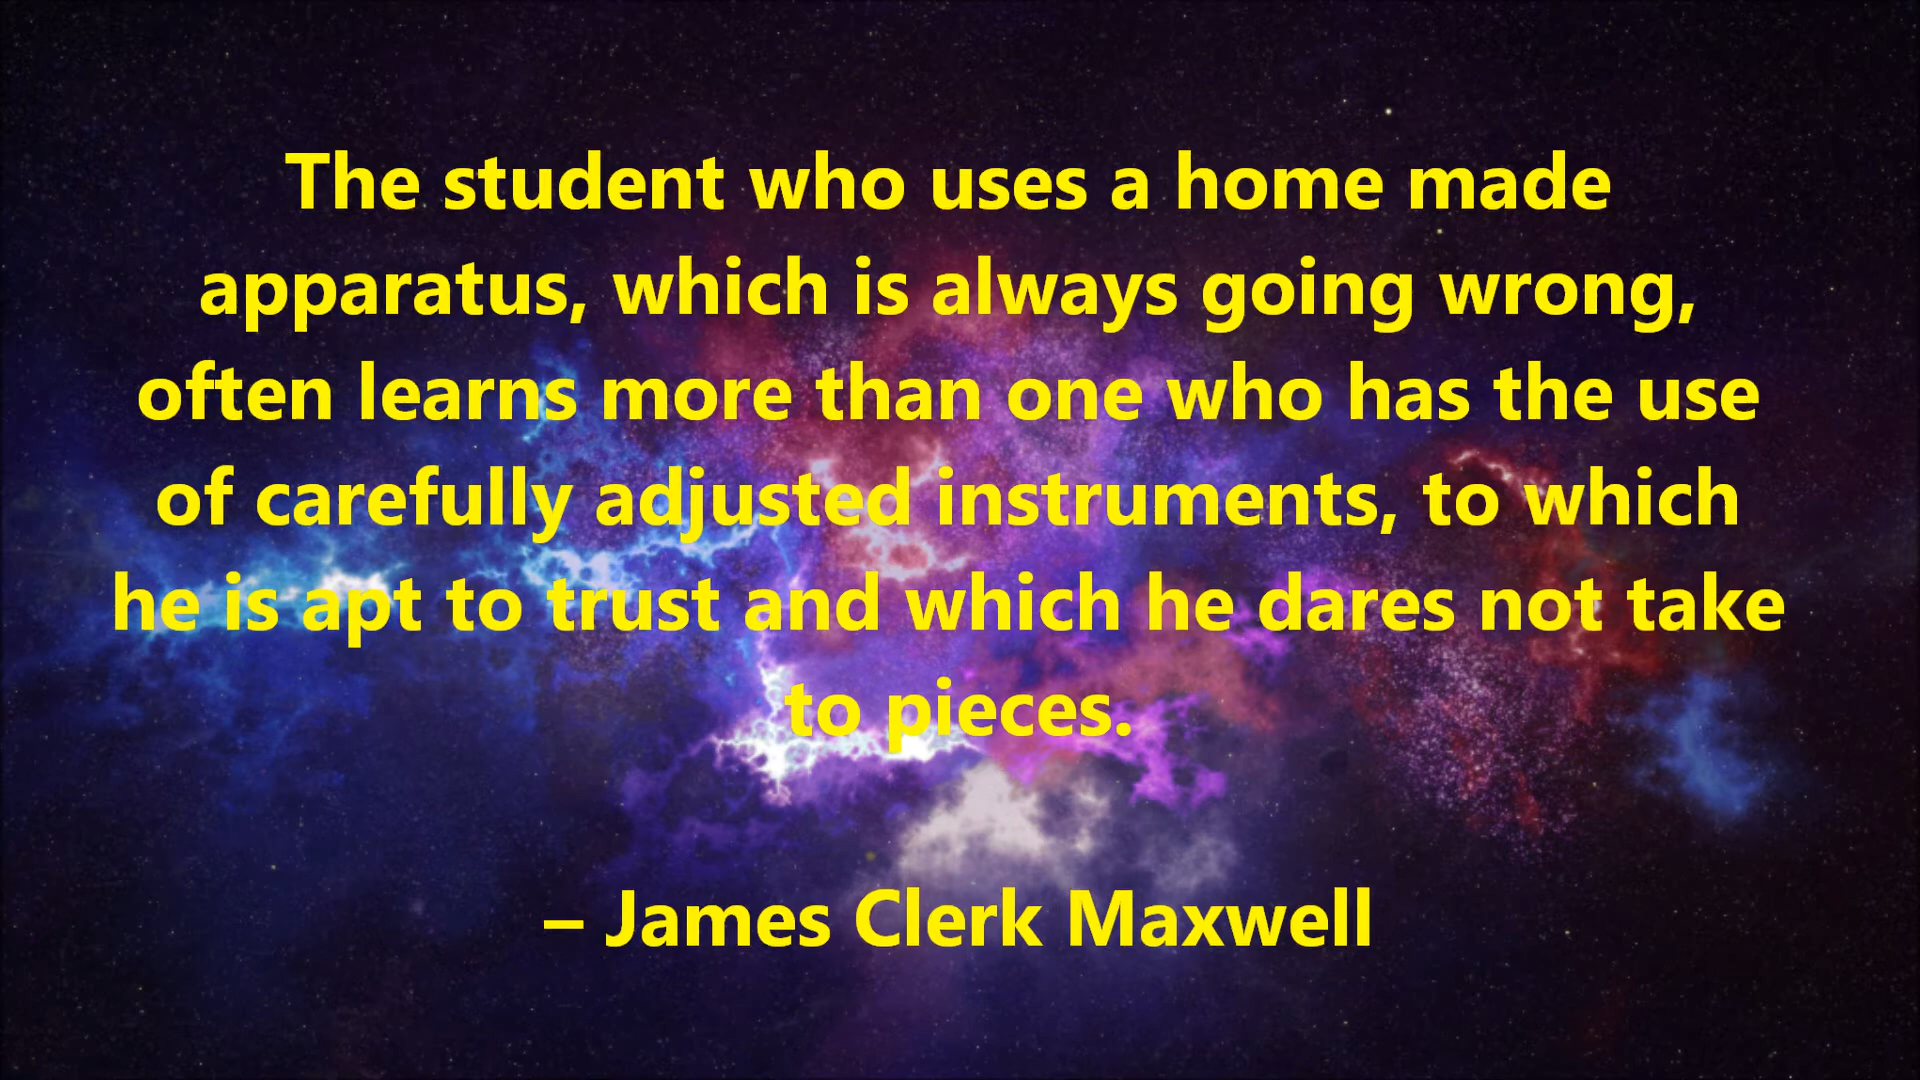 The student who uses a home made
apparatus, which is always going wrong,
often learns more than one who has the use
of carefully adjusted instruments, to which
he is apt to trust and which he dares not take
to pieces.
– James Clerk Maxwell